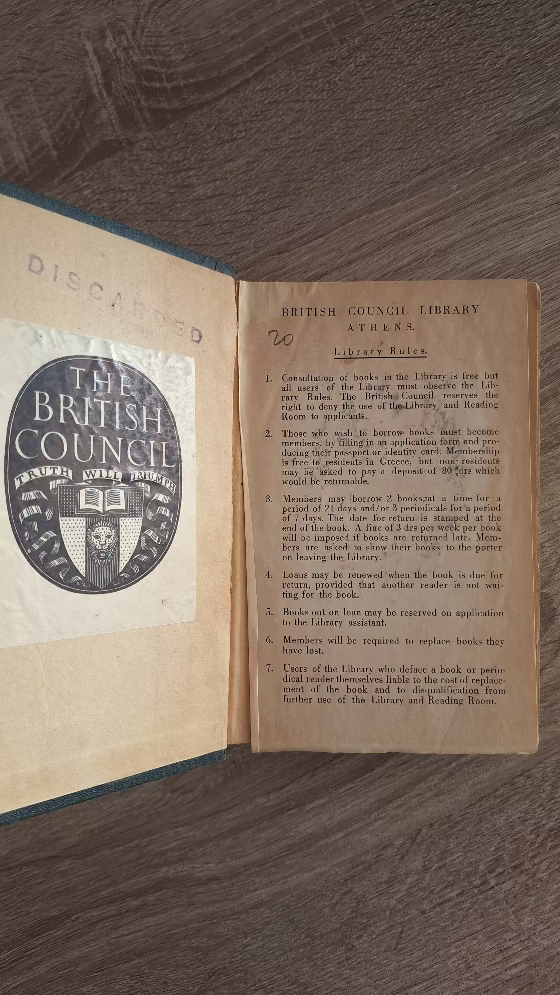 DISCARDED
THE
BRITISH
COUNCIL
TRUTH WILL TRIUMPH
BRITISH COUNCIL LIBRARY
ATHENS.
20
Library Rules.
1. Consultation of books in the Library is free but
all users of the Library must observe the Lib-
rary Rules. The British Council reserves the
right to deny the use of the Library and Reading
Room to applicants.
2. Those who wish to borrow books must become
members, by filling in an application form and pro-
ducing their passport or identity card. Membership
is free to residents in Greece, but non-residents
may be asked to pay a deposit of 30 drs which
would be returnable.
3. Members may borrow 2 books at a time for a
period of 21 days and/or 3 periodicals for a period
of 7 days. The date for return is stamped at the
end of the book. A fine of 3 drs per week per book
will be imposed if books are returned late. Mem-
bers are asked to show their books to the porter
on leaving the Library.
4. Loans may be renewed when the book is due for
return, provided that another reader is not wai-
ting for the book.
5. Books out on loan may be reserved on application
to the Library assistant.
6. Members will be required to replace books they
have lost.
7. Users of the Library who deface a book or perio-
dical render themselves liable to the cost of replace-
ment of the book and to disqualification from
further use of the Library and Reading Room.